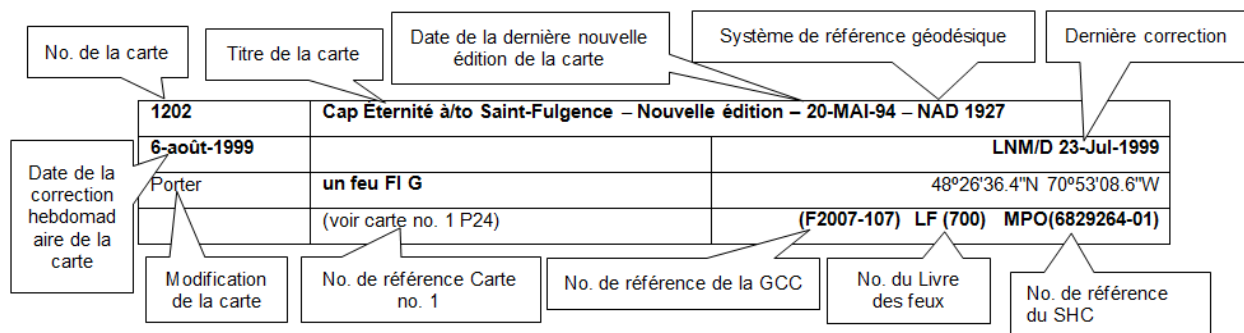 No. de la carte
Titre de la carte
Date de la dernière nouvelle
édition de la carte
Système de référence géodésique
Dernière correction
1202 Cap Éternité à/to Saint-Fulgence – Nouvelle édition – 20-MAI-94 – NAD 1927
6-août-1999 LNM/D 23-Jul-1999
Porter un feu Fl G 48º26'36.4"N 70º53'08.6"W
(voir carte no. 1 P24) (F2007-107) LF (700) MPO(6829264-01)
Date de la
correction
hebdomad
aire de la
carte
Modification
de la carte
No. de référence Carte
no. 1
No. de référence de la GCC
No. du Livre
des feux
No. de référence
du SHC